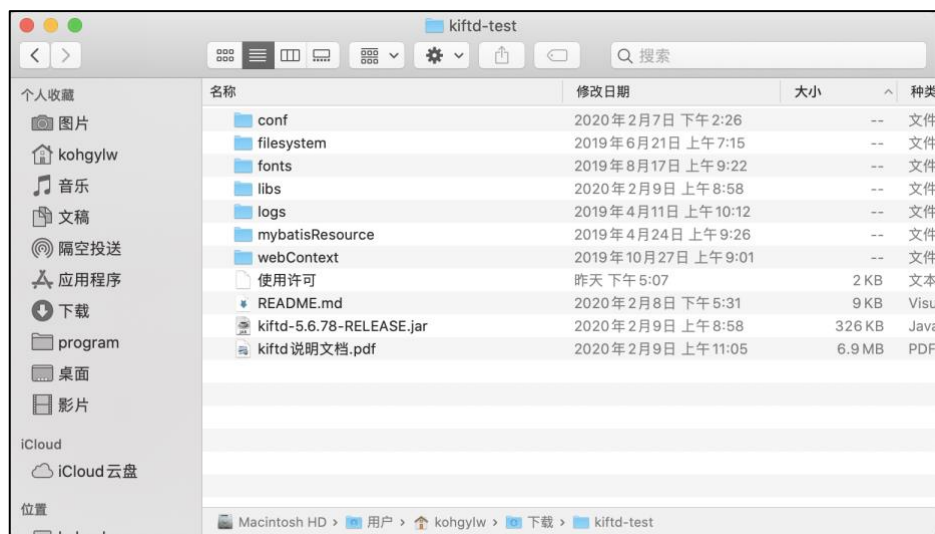 kiftd-test
搜索
个人收藏
图片
kohgylw
音乐
文稿
隔空投送
应用程序
下载
program
桌面
影片
iCloud
iCloud云盘
位置
名称 修改日期 大小 种类
conf 2020年2月7日 下午2:26 -- 文件
filesystem 2019年6月21日 上午7:15 -- 文件
fonts 2019年8月17日 上午9:22 -- 文件
libs 2020年2月9日 上午8:58 -- 文件
logs 2019年4月11日 上午10:12 -- 文件
mybatisResource 2019年4月24日 上午9:26 -- 文件
webContext 2019年10月27日 上午9:01 -- 文件
使用许可 昨天 下午5:07 2 KB 文本
README.md 2020年2月8日 下午5:31 9 KB Visu
kiftd-5.6.78-RELEASE.jar 2020年2月9日 上午8:58 326 KB Java
kiftd说明文档.pdf 2020年2月9日 上午11:05 6.9 MB PDF
Macintosh HD › 用户 › kohgylw › 下载 › kiftd-test